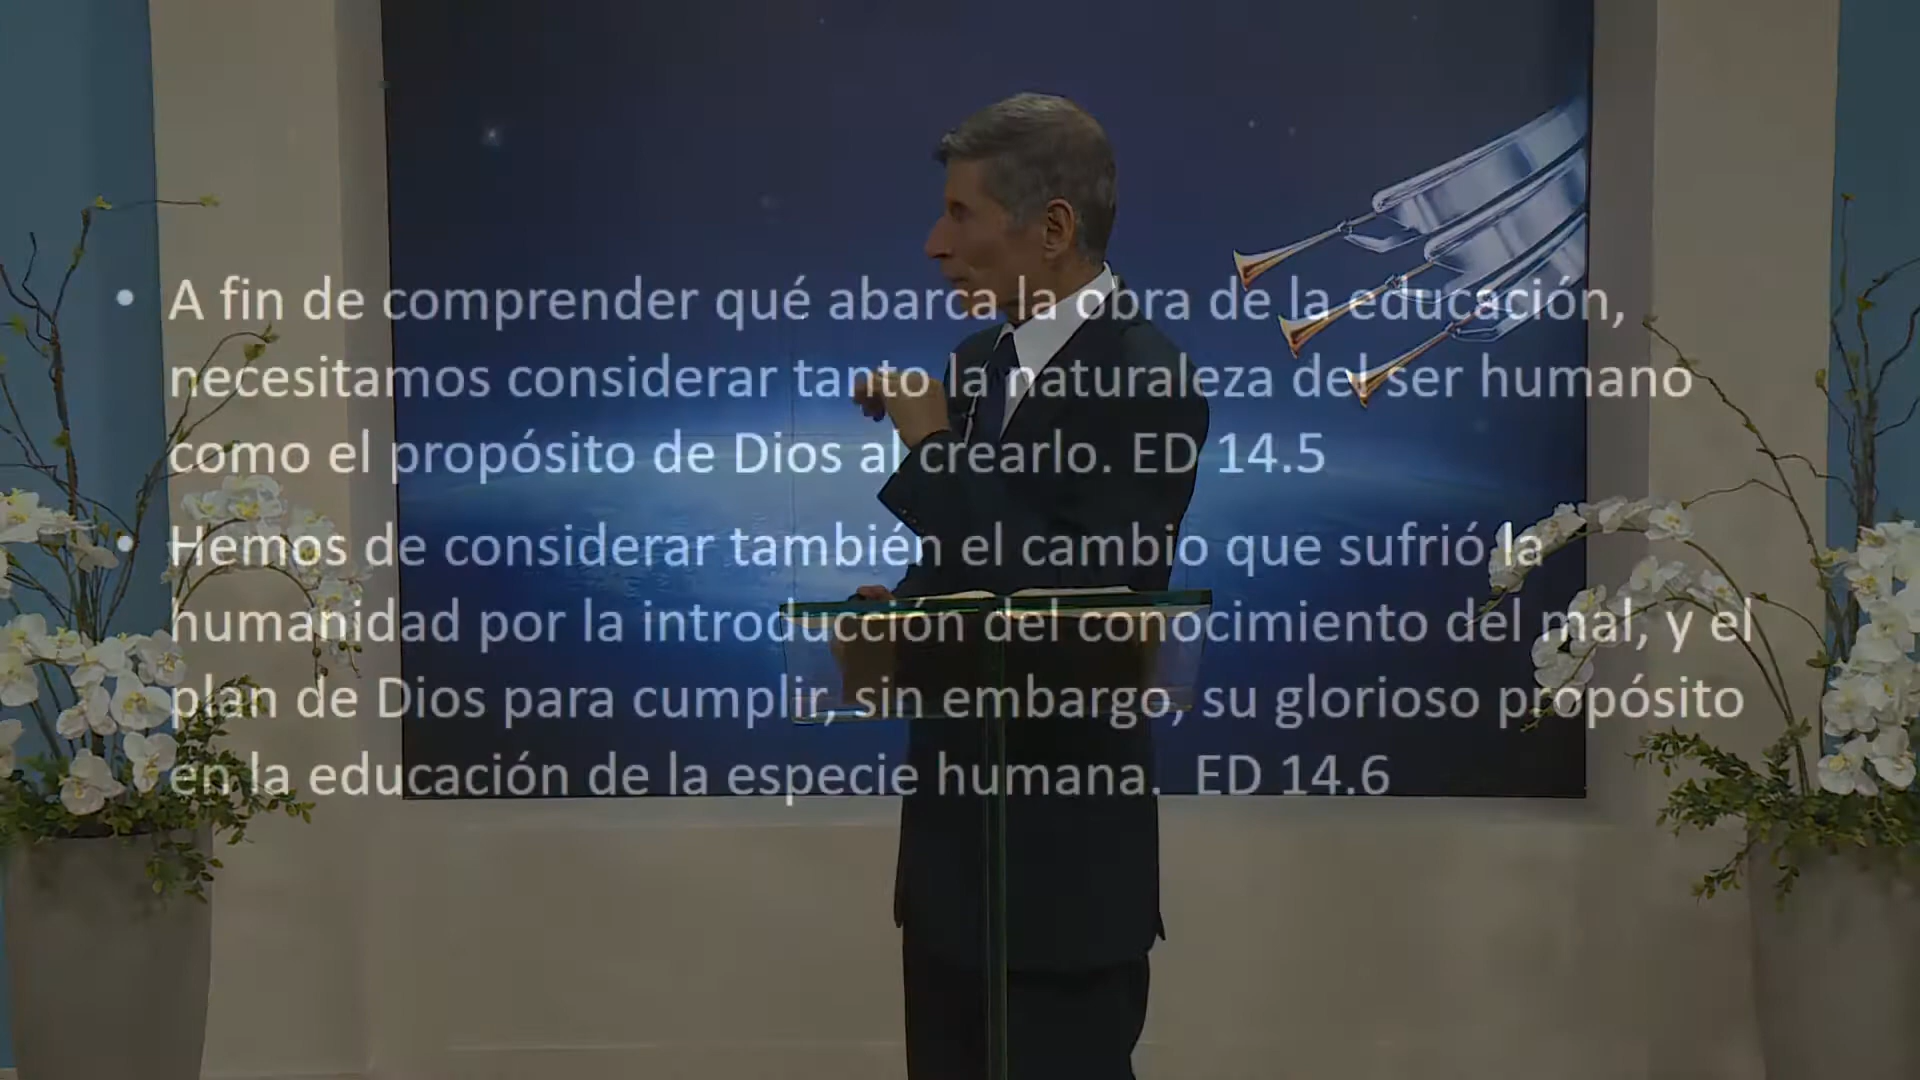 • A fin de comprender qué abarca la obra de la educación,
necesitamos considerar tanto la naturaleza del ser humano
como el propósito de Dios al crearlo. ED 14.5
• Hemos de considerar también el cambio que sufrió la
humanidad por la introducción del conocimiento del mal, y el
plan de Dios para cumplir, sin embargo, su glorioso propósito
en la educación de la especie humana.  ED 14.6